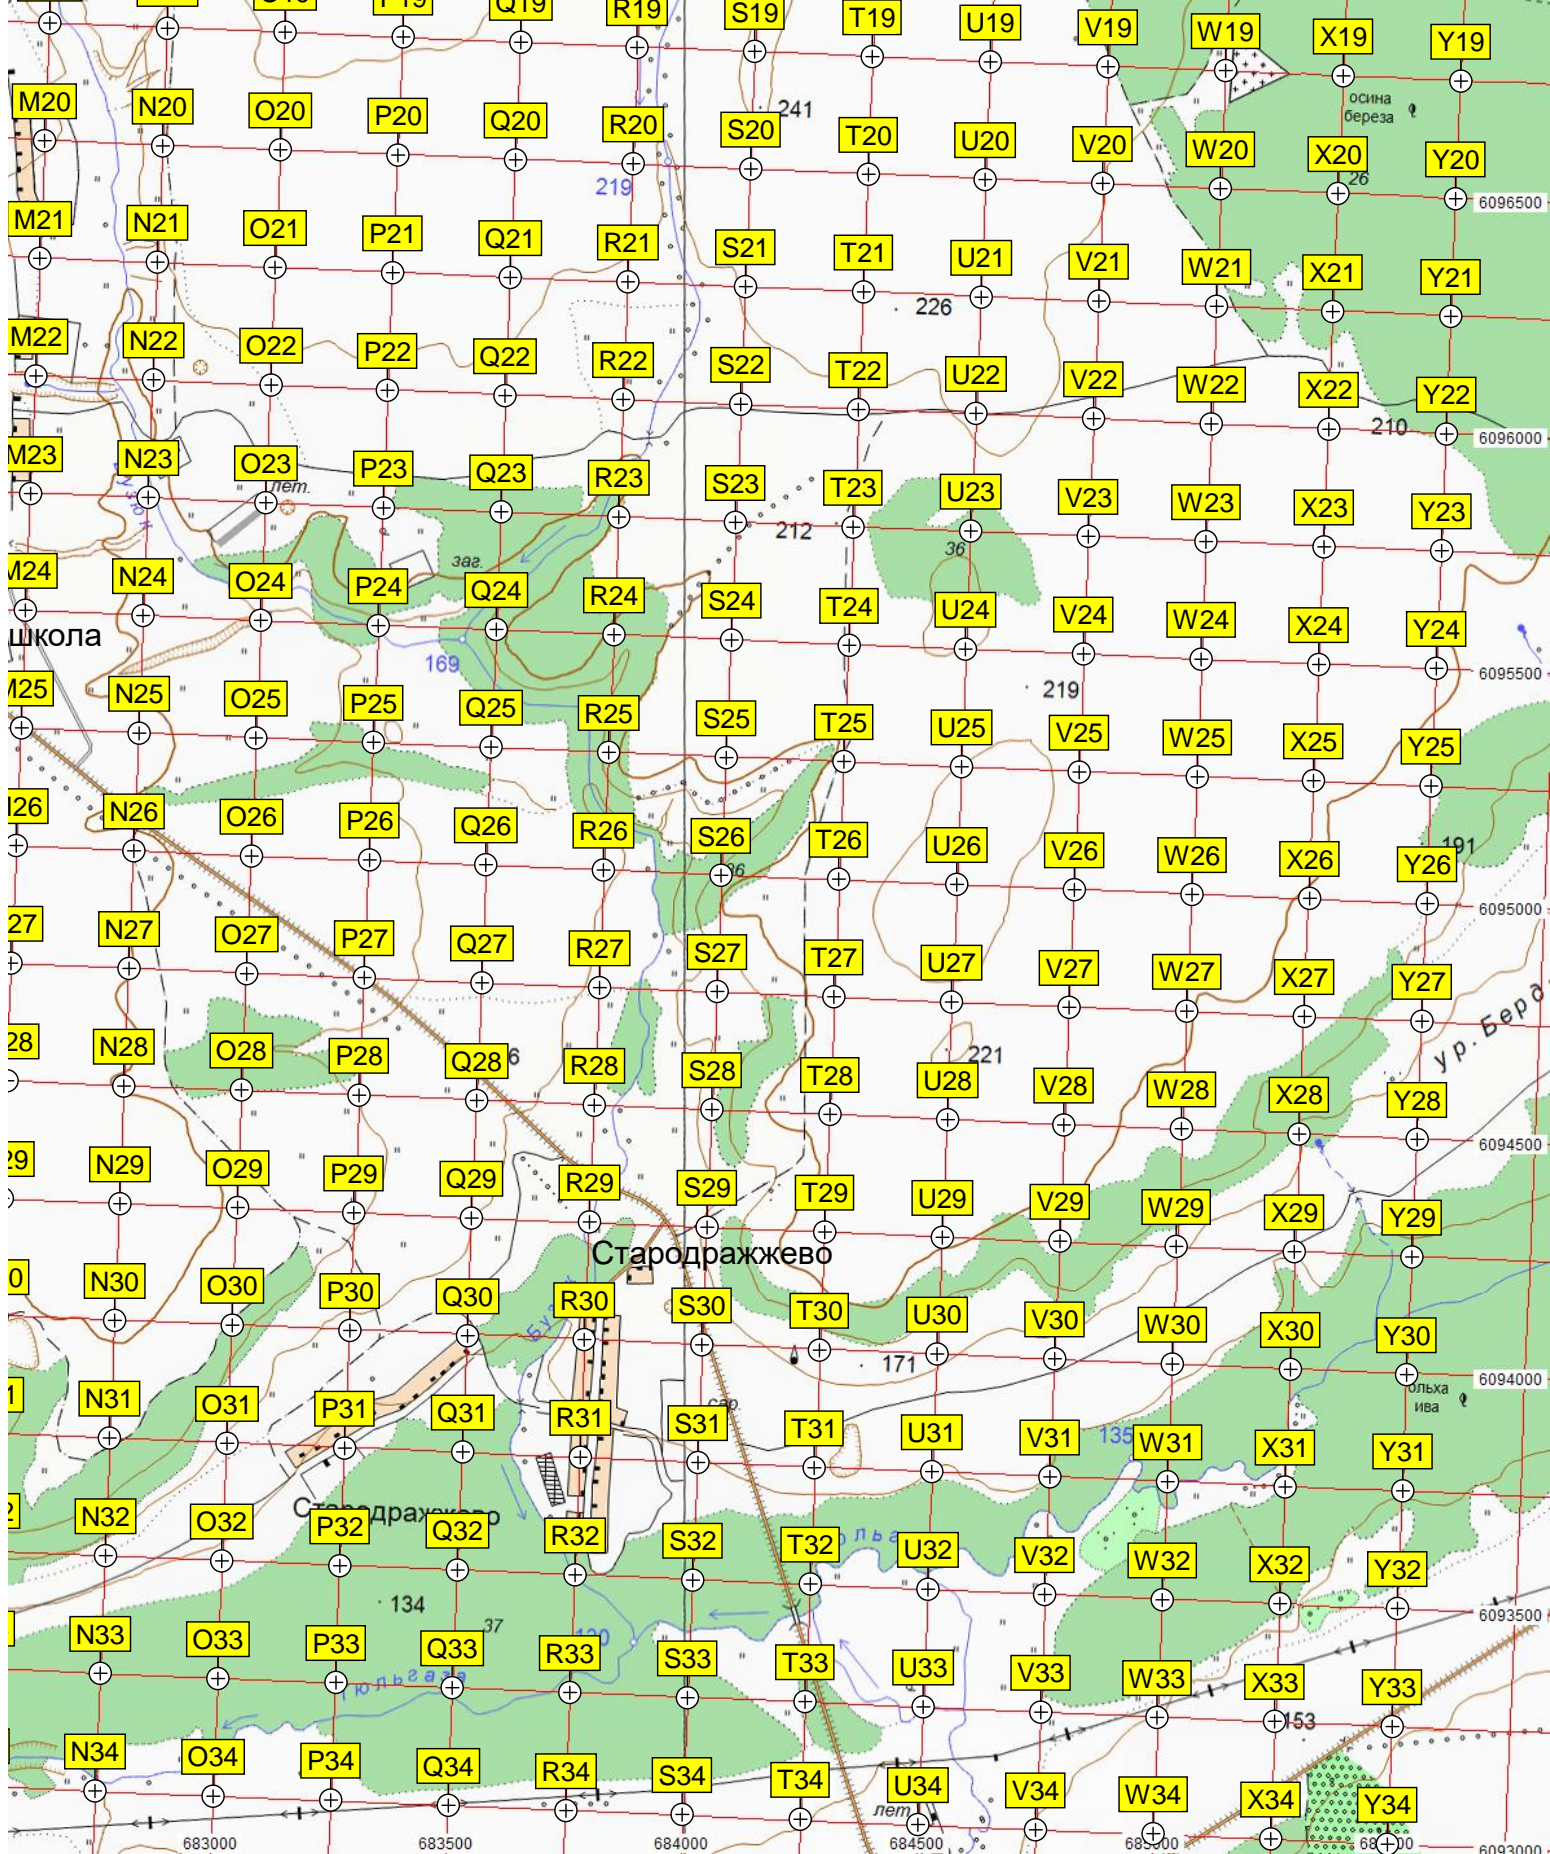 Q19
R19
S19
T19
U19
V19
W19
X19
Y19
осина
береза
241
M20
N20
O20
P20
Q20
R20
S20
T20
U20
V20
W20
X20
Y20
26
219
6096500
M21
N21
O21
P21
Q21
R21
S21
T21
U21
V21
W21
X21
Y21
226
M22
N22
O22
P22
Q22
R22
S22
T22
U22
V22
W22
X22
Y22
210
6096000
M23
N23
O23
P23
Q23
R23
S23
T23
U23
V23
W23
X23
Y23
лет.
212
36
заг.
M24
N24
O24
P24
Q24
R24
S24
T24
U24
V24
W24
X24
Y24
школа
169
6095500
219
M25
N25
O25
P25
Q25
R25
S25
T25
U25
V25
W25
X25
Y25
N26
O26
P26
Q26
R26
S26
T26
U26
V26
W26
X26
Y26
191
6095000
N27
O27
P27
Q27
R27
S27
T27
U27
V27
W27
X27
Y27
ур. Берд
N28
O28
P28
Q28
R28
S28
T28
U28
V28
W28
X28
Y28
221
6094500
N29
O29
P29
Q29
R29
S29
T29
U29
V29
W29
X29
Y29
Стародражжево
N30
O30
P30
Q30
R30
S30
T30
U30
V30
W30
X30
Y30
171
6094000
ольха
ива
сар.
N31
O31
P31
Q31
R31
S31
T31
U31
V31
W31
X31
Y31
135
Стародражжево
N32
O32
P32
Q32
R32
S32
T32
U32
V32
W32
X32
Y32
134
37
6093500
N33
O33
P33
Q33
R33
S33
T33
U33
V33
W33
X33
Y33
Тюльгаза
153
N34
O34
P34
Q34
R34
S34
T34
U34
V34
W34
X34
Y34
лет.
683000
683500
684000
684500
6093000